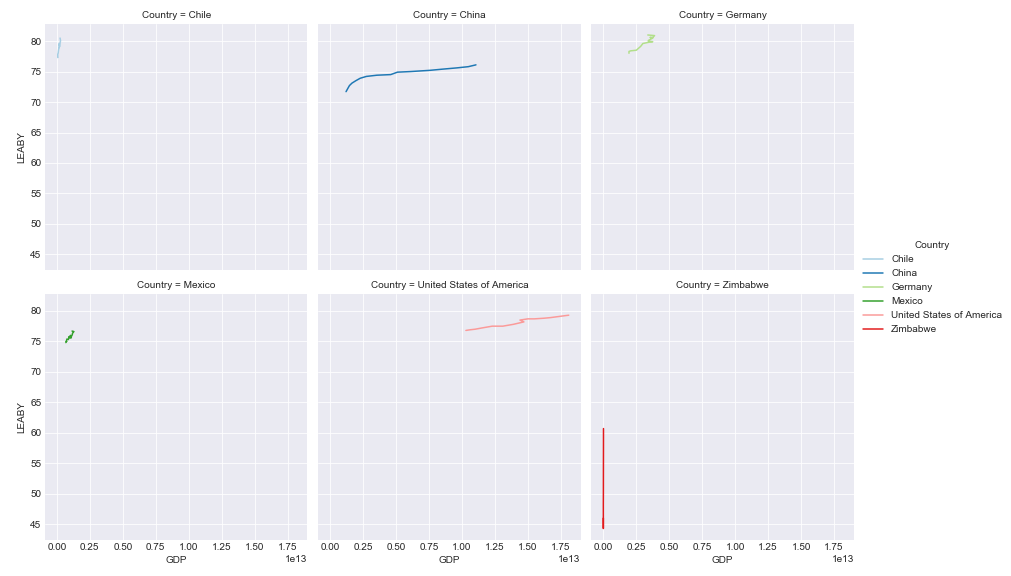 Country = Chile
Country = China
Country = Germany
80
75
70
65
60
55
50
45
LEABY
Country = Mexico
Country = United States of America
Country = Zimbabwe
80
75
70
65
60
55
50
45
LEABY
0.00 0.25 0.50 0.75 1.00 1.25 1.50 1.75
GDP
1e13
0.00 0.25 0.50 0.75 1.00 1.25 1.50 1.75
GDP
1e13
0.00 0.25 0.50 0.75 1.00 1.25 1.50 1.75
GDP
1e13
Country
Chile
China
Germany
Mexico
United States of America
Zimbabwe